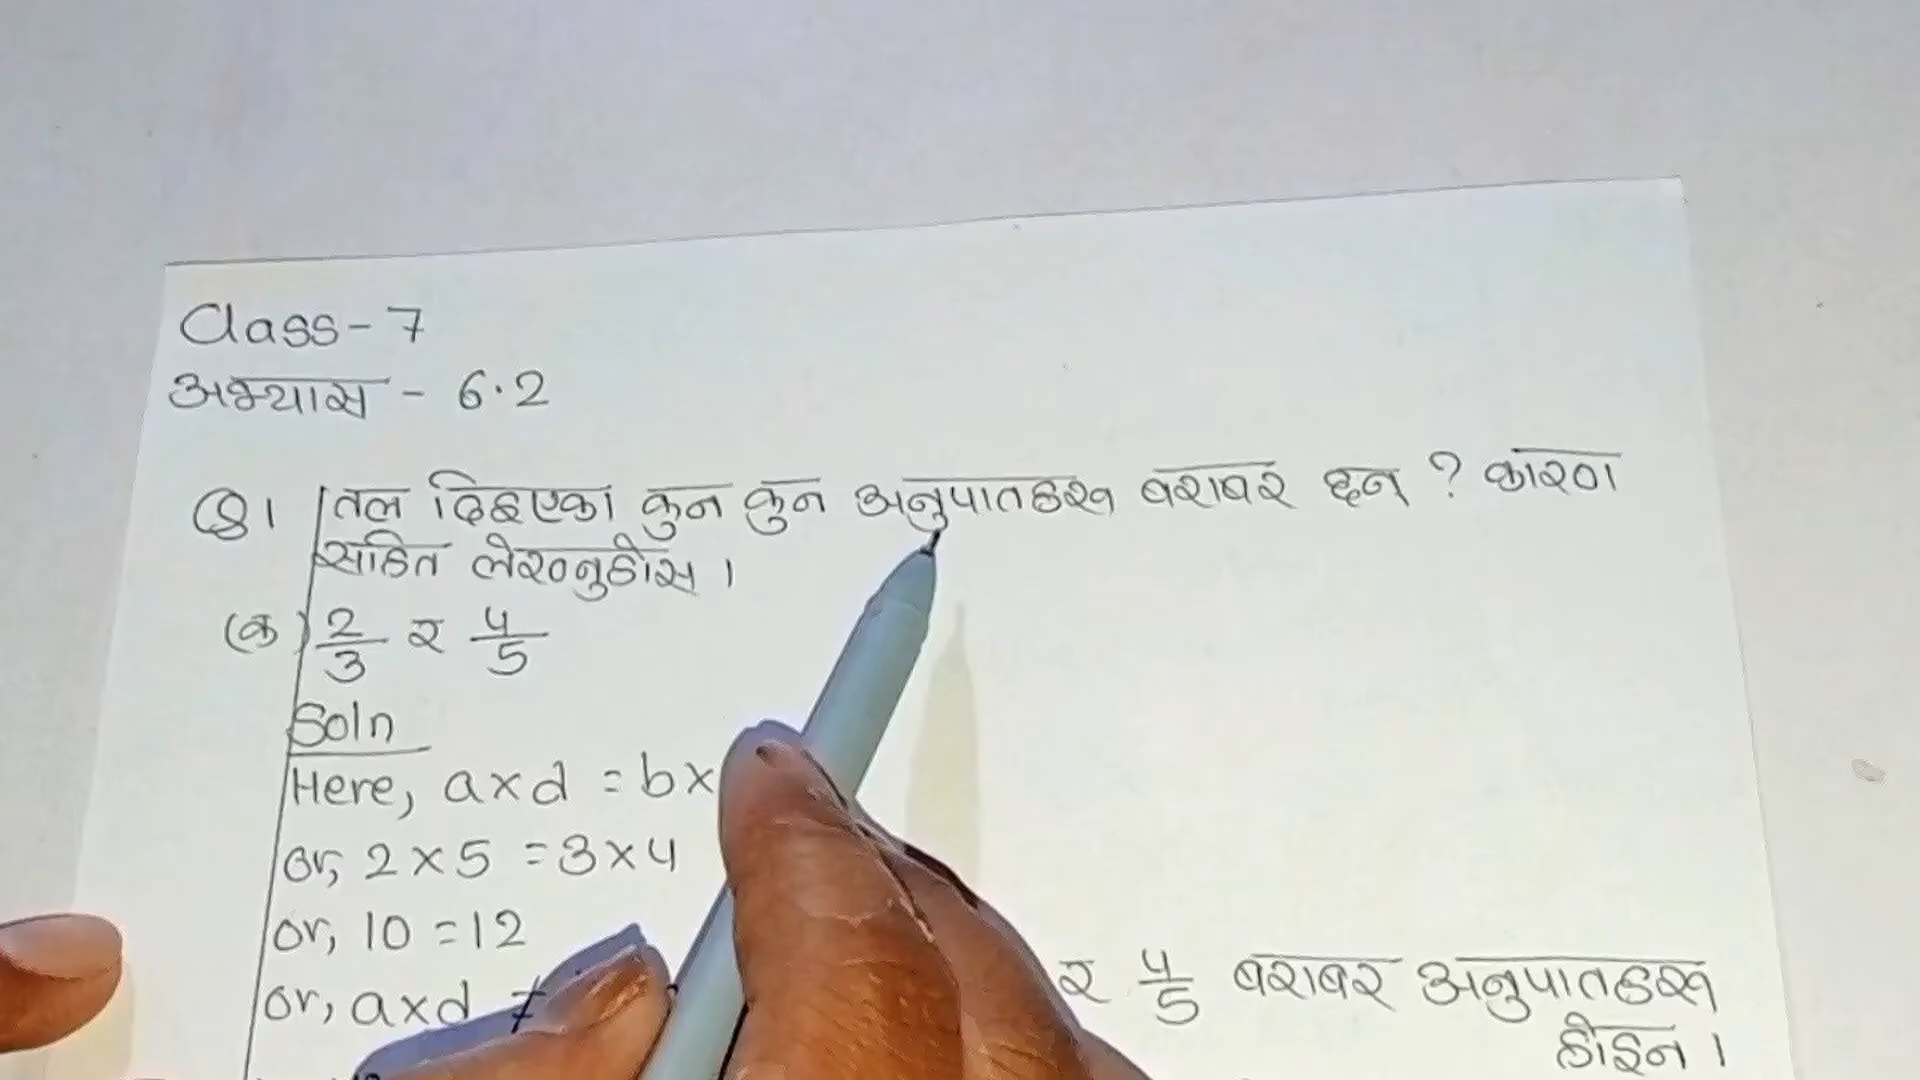 Class-7
अभ्यास - 6.2
Q1 तल दिइएका कुन कुन अनुपातहरू बराबर छन् ? कारण
सहित लेख्नुहोस ।
(क) 2/3 र 4/5
Soln
Here, a×d = b×
or, 2×5 = 3×4
or, 10 = 12
or, a×d ≠ र 4/5 बराबर अनुपातहरू
होइन ।